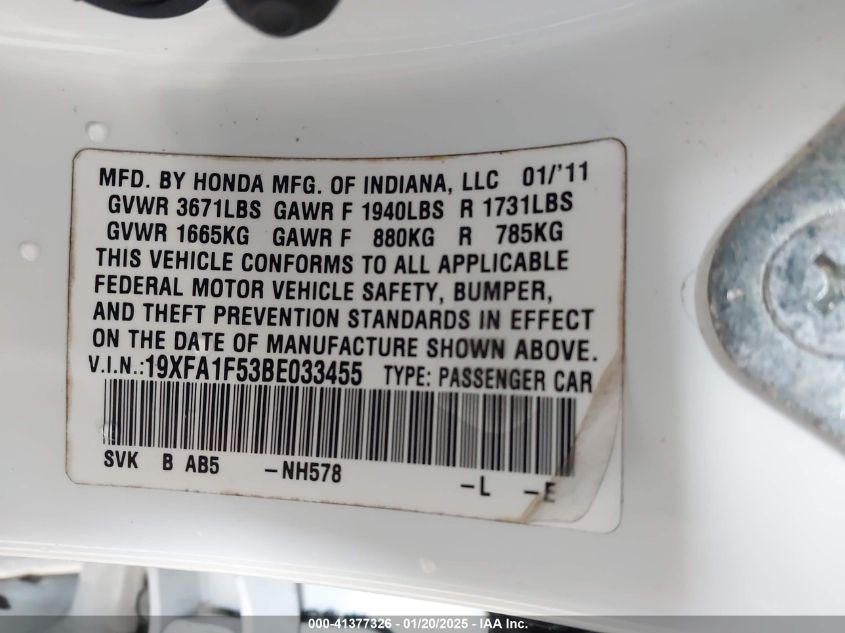 MFD. BY HONDA MFG. OF INDIANA, LLC 01/'11
GVWR 3671LBS GAWR F 1940LBS R 1731LBS
GVWR 1665KG GAWR F 880KG R 785KG
THIS VEHICLE CONFORMS TO ALL APPLICABLE
FEDERAL MOTOR VEHICLE SAFETY, BUMPER,
AND THEFT PREVENTION STANDARDS IN EFFECT
ON THE DATE OF MANUFACTURE SHOWN ABOVE.
V.I.N.:19XFA1F53BE033455 TYPE: PASSENGER CAR
SVK B AB5 -NH578 -L -E
000-41377326 - 01/20/2025 - IAA Inc.